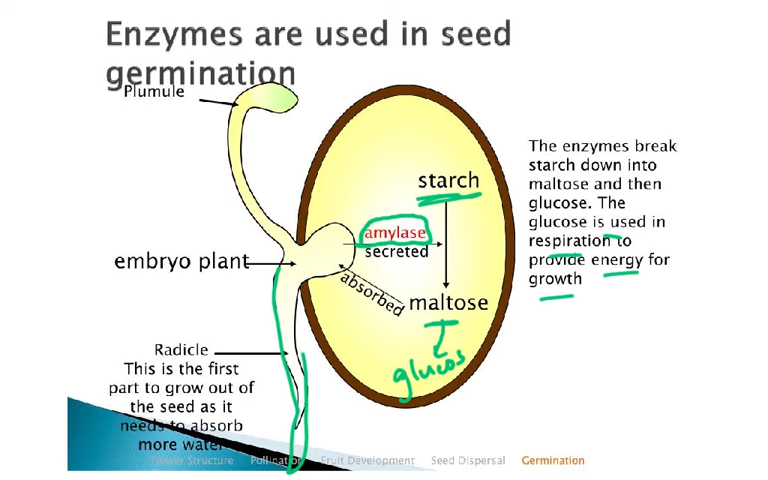 Enzymes are used in seed
germination
Plumule
The enzymes break
starch down into
maltose and then
glucose. The
glucose is used in
respiration to
provide energy for
growth
starch
amylase
secreted
embryo plant
absorbed
maltose
glucos
Radicle
This is the first
part to grow out of
the seed as it
needs to absorb
more water
Flower Structure Pollination Fruit Development Seed Dispersal Germination